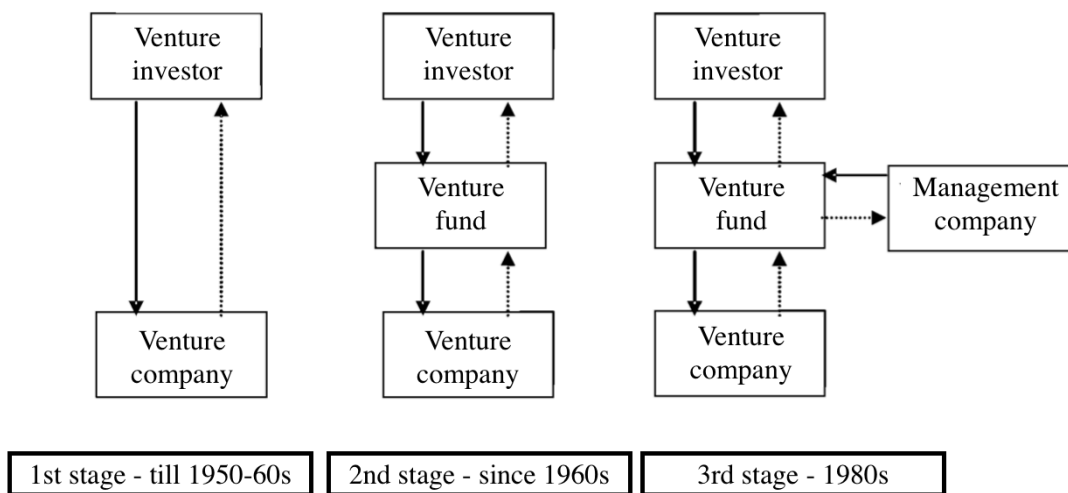 Venture
investor
Venture
company
1st stage - till 1950-60s
Venture
investor
Venture
fund
Venture
company
2nd stage - since 1960s
Venture
investor
Venture
fund
Management
company
Venture
company
3rd stage - 1980s